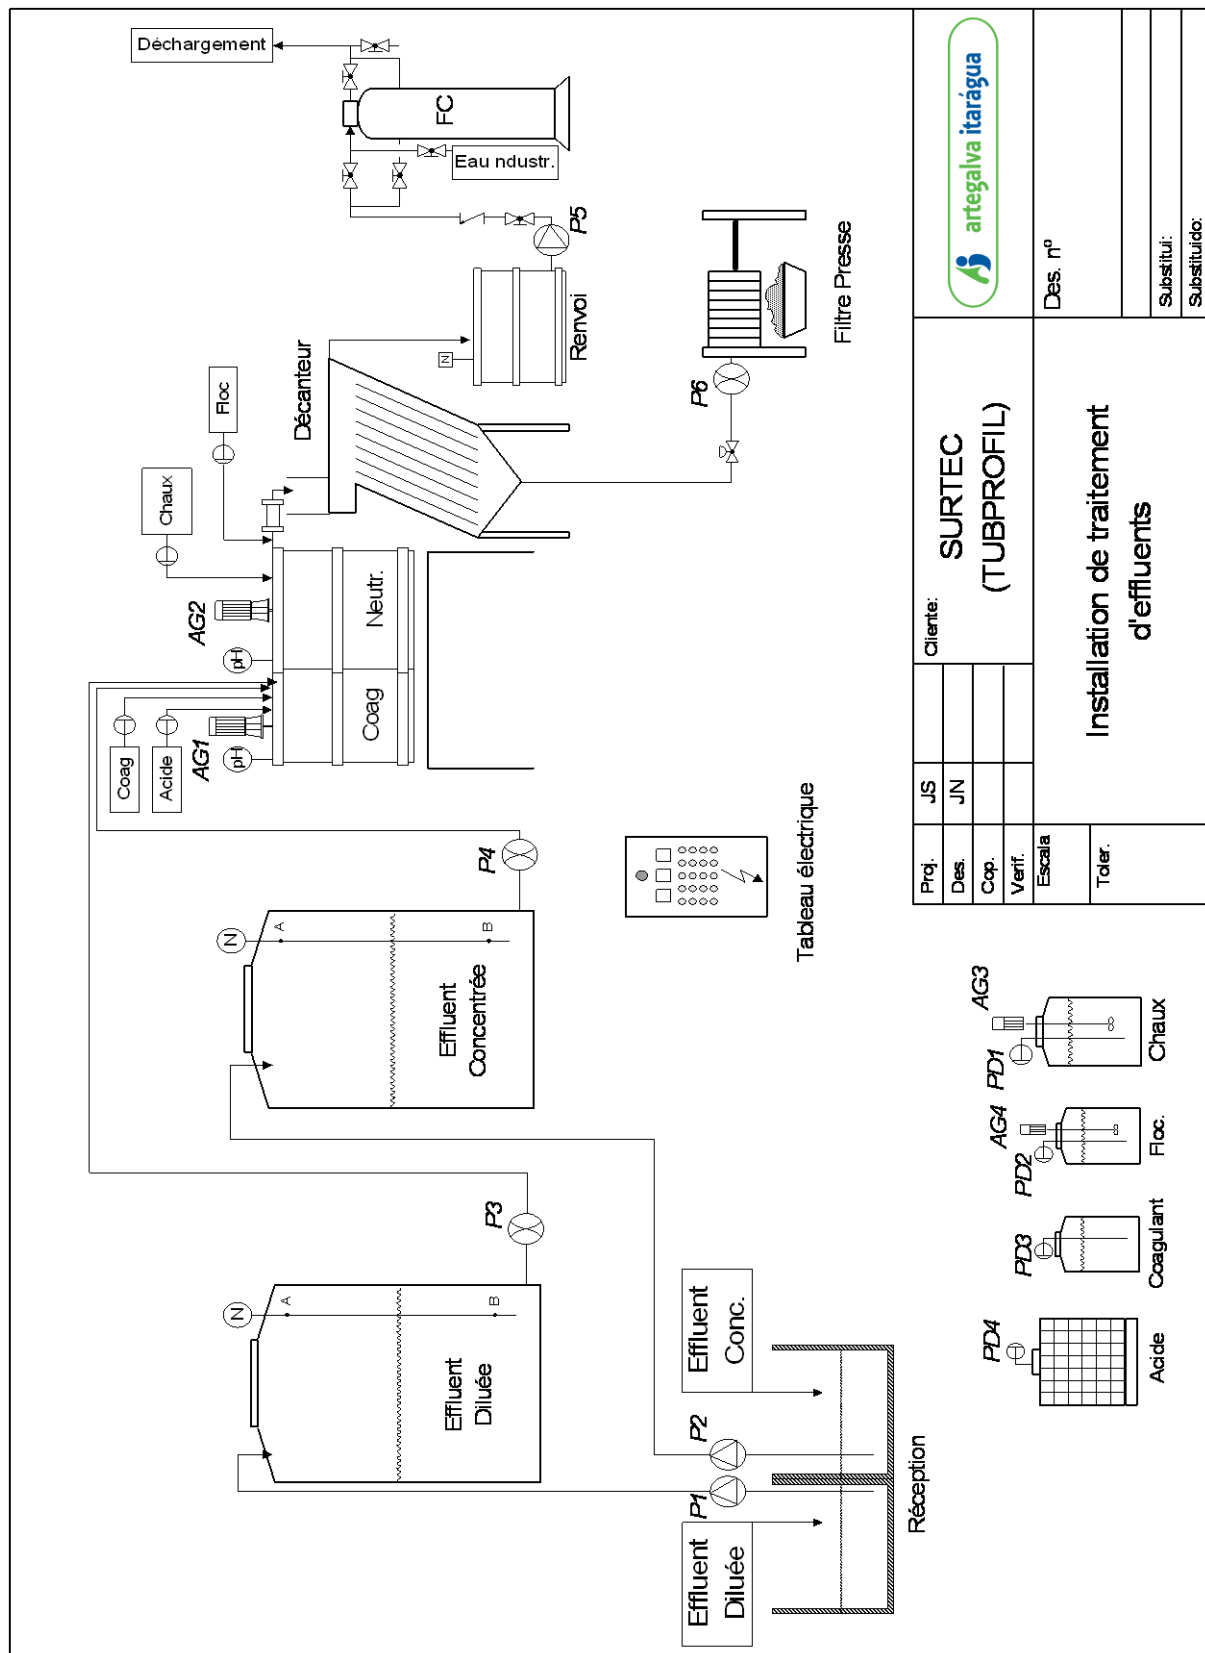 Déchargement
FC
Eau ndustr.
P5
Renvoi
N
Décanteur
Floc
Chaux
AG2
pH
Neutr.
Coag
Acide
AG1
pH
Coag
P6
Filtre Presse
P4
N
A
B
Effluent
Concentrée
Tableau électrique
P3
N
A
B
Effluent
Diluée
Effluent
Conc.
P2
P1
Effluent
Diluée
Réception
PD4
Acide
PD3
Coagulant
AG4
PD2
Floc.
AG3
PD1
Chaux
Proj.
JS
Des.
JN
Cop.
Verif.
Escala
Toler.
Cliente:
SURTEC
(TUBPROFIL)
Installation de traitement
d'effluents
artegalva itarágua
Des. nº
Substitui:
Substituido: